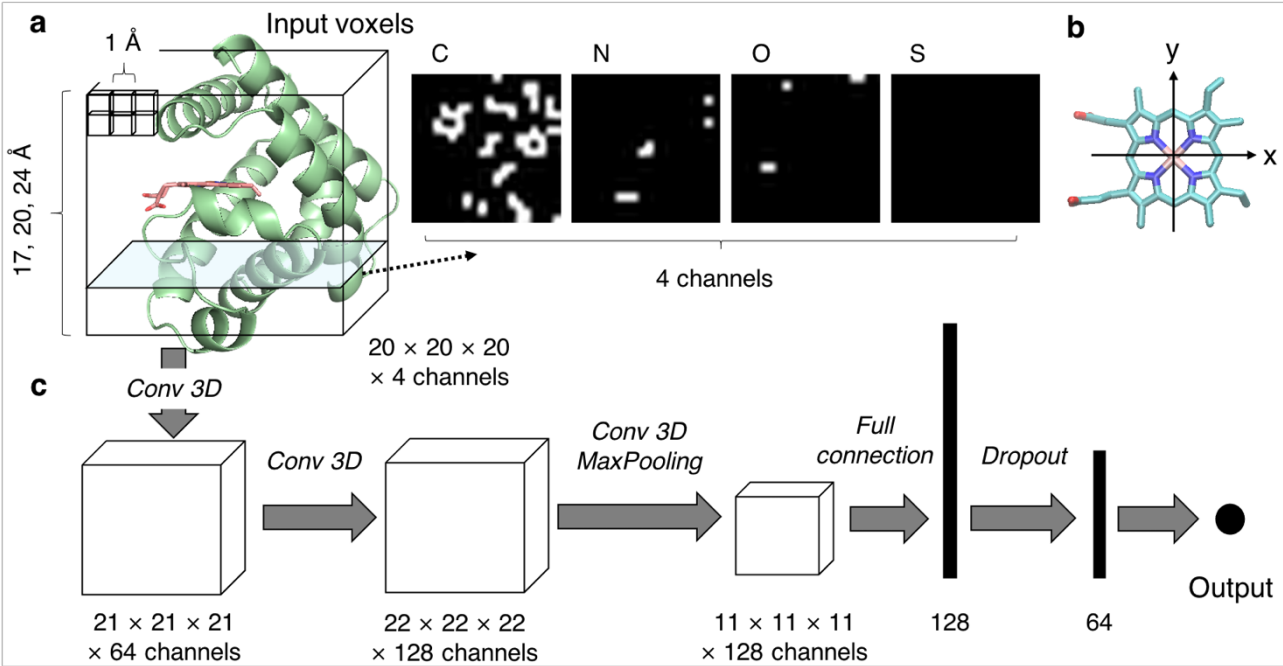 a
Input voxels
b
1 Å
C
N
O
S
y
x
17, 20, 24 Å
4 channels
20 × 20 × 20
× 4 channels
c
Conv 3D
Conv 3D
Conv 3D
MaxPooling
Full
connection
Dropout
Output
21 × 21 × 21
× 64 channels
22 × 22 × 22
× 128 channels
11 × 11 × 11
× 128 channels
128
64